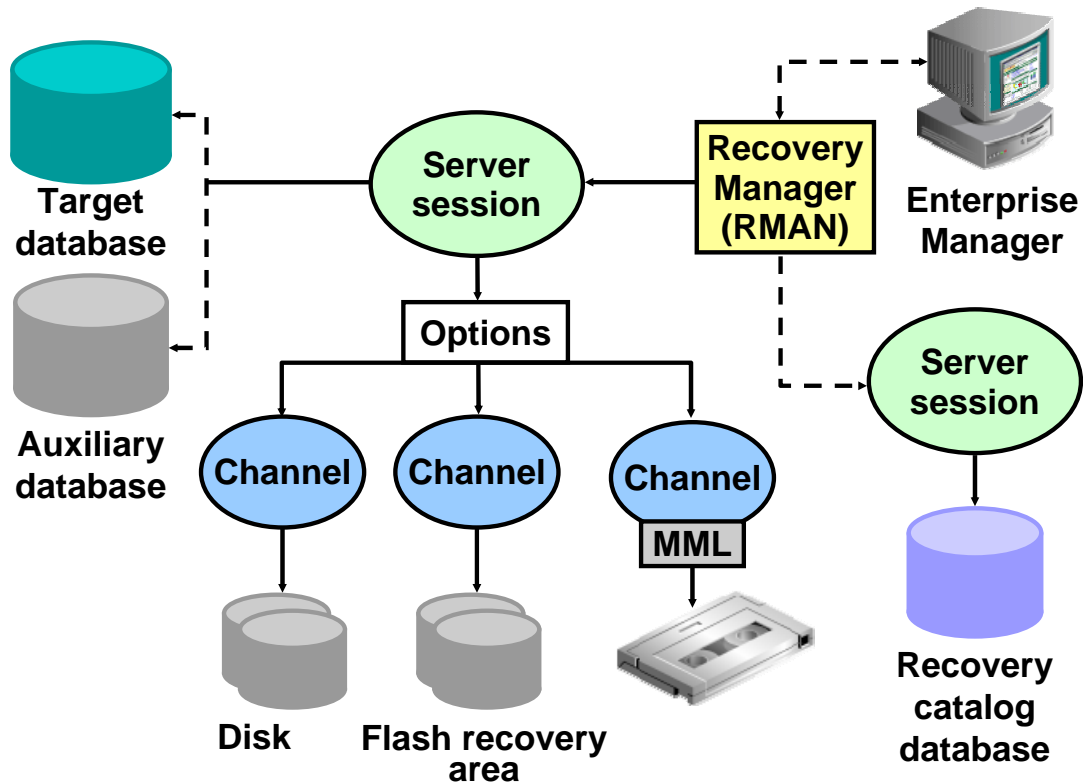 Target
database
Auxiliary
database
Server
session
Recovery
Manager
(RMAN)
Enterprise
Manager
Options
Channel
Channel
Channel
MML
Disk
Flash recovery
area
Server
session
Recovery
catalog
database